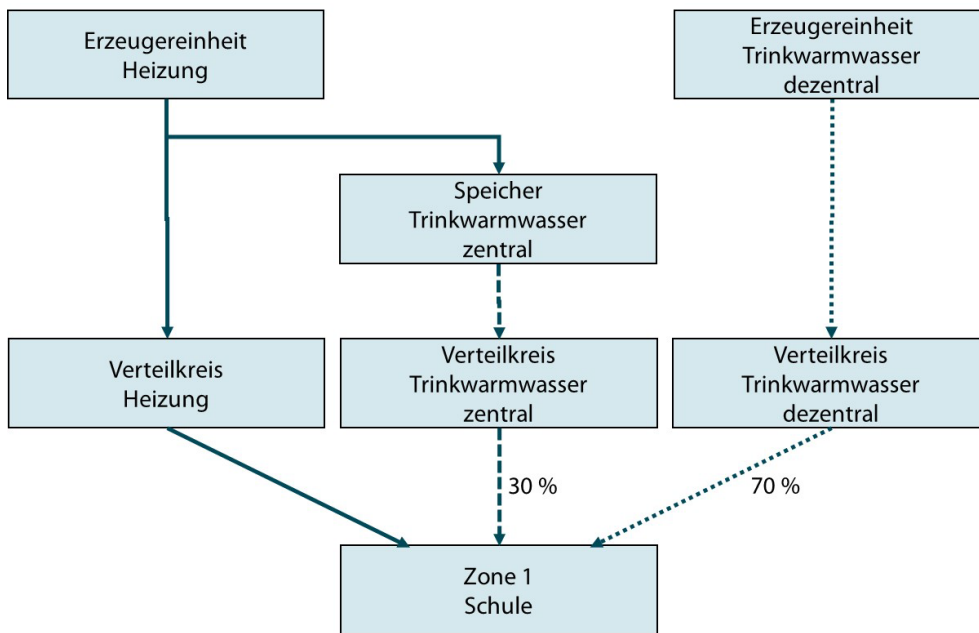 Erzeugereinheit
Heizung
Erzeugereinheit
Trinkwarmwasser
dezentral
Speicher
Trinkwarmwasser
zentral
Verteilkreis
Heizung
Verteilkreis
Trinkwarmwasser
zentral
Verteilkreis
Trinkwarmwasser
dezentral
30 %
70 %
Zone 1
Schule